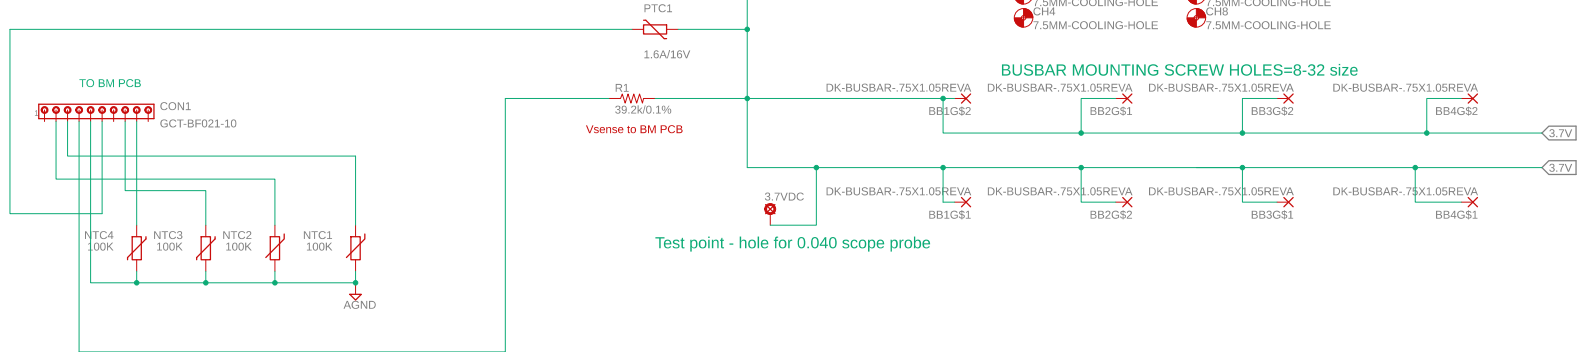 PTC1
1.6A/16V
7.5MM-COOLING-HOLE
7.5MM-COOLING-HOLE
CH4
7.5MM-COOLING-HOLE
CH8
7.5MM-COOLING-HOLE
TO BM PCB
1
CON1
GCT-BF021-10
R1
39.2k/0.1%
Vsense to BM PCB
BUSBAR MOUNTING SCREW HOLES=8-32 size
DK-BUSBAR-.75X1.05REVA
BB1G$2
DK-BUSBAR-.75X1.05REVA
BB2G$1
DK-BUSBAR-.75X1.05REVA
BB3G$2
DK-BUSBAR-.75X1.05REVA
BB4G$2
3.7V
3.7V
3.7VDC
DK-BUSBAR-.75X1.05REVA
BB1G$1
DK-BUSBAR-.75X1.05REVA
BB2G$2
DK-BUSBAR-.75X1.05REVA
BB3G$1
DK-BUSBAR-.75X1.05REVA
BB4G$1
Test point - hole for 0.040 scope probe
NTC4
100K
NTC3
100K
NTC2
100K
NTC1
100K
AGND